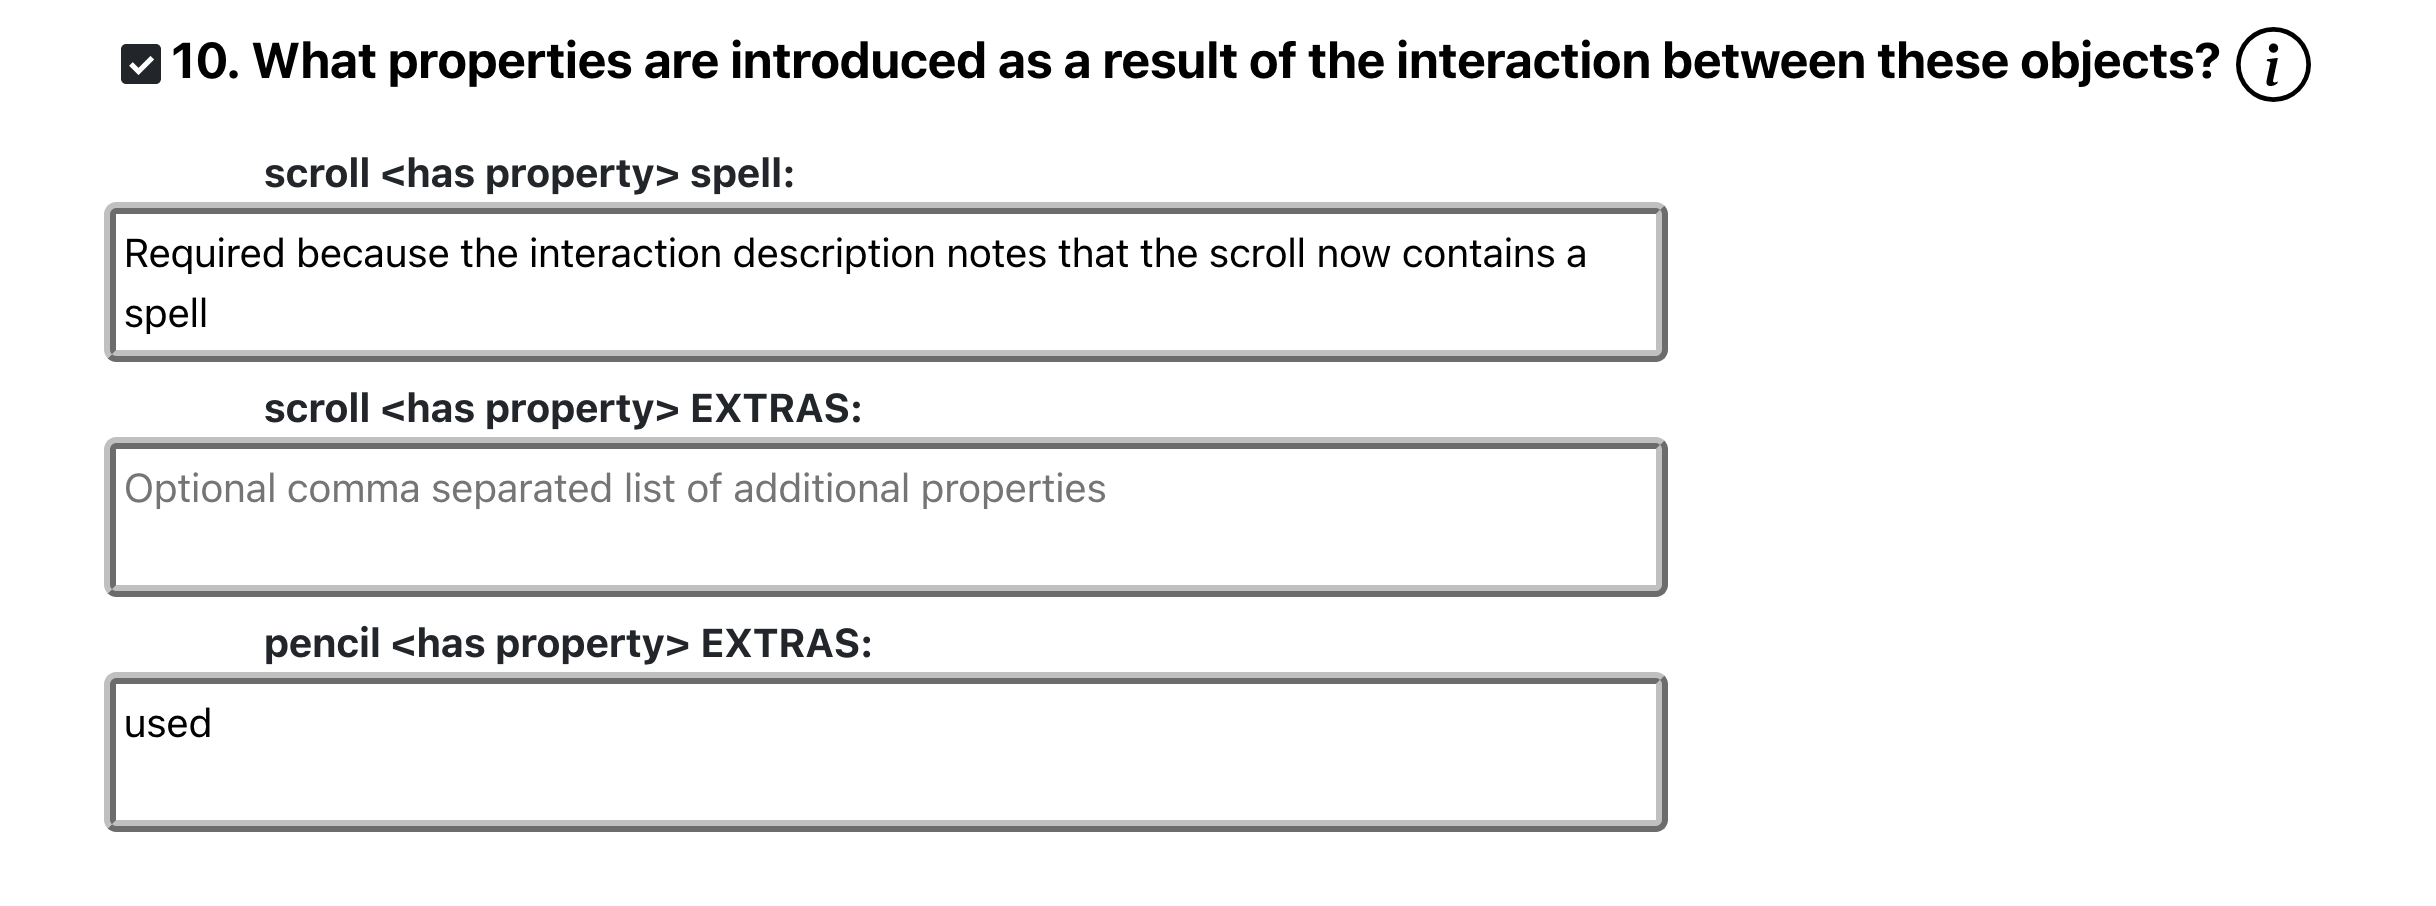 10. What properties are introduced as a result of the interaction between these objects? i
scroll <has property> spell:
Required because the interaction description notes that the scroll now contains a
spell
scroll <has property> EXTRAS:
Optional comma separated list of additional properties
pencil <has property> EXTRAS:
used